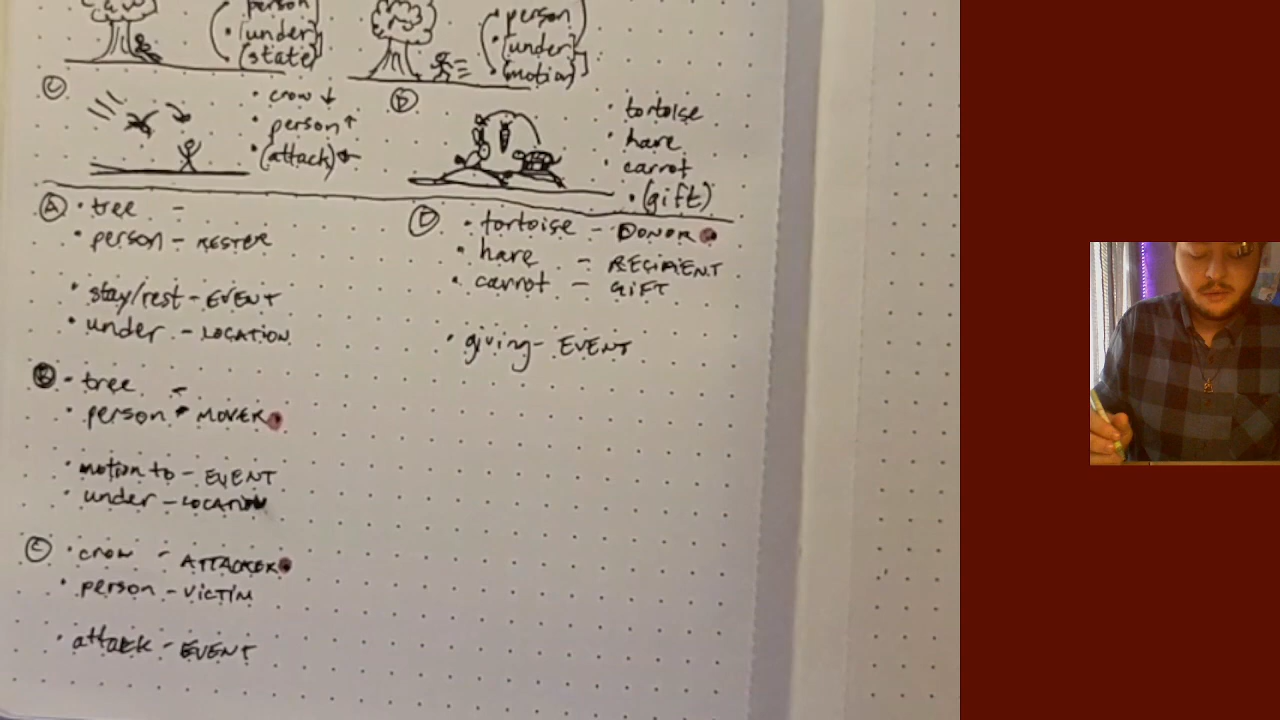 person
(under)
(state)
person
(under)
(motion)
C
• crow ↓
• person ↑
• (attack)
D
• tortoise
• hare
• carrot
• (gift)
A • tree –
• person – RESTER
• stay/rest – EVENT
• under – LOCATION
B • tree –
• person – MOVER
• motion to – EVENT
• under – LOCATION
C • crow – ATTACKER
• person – VICTIM
• attack – EVENT
D • tortoise – DONOR
• hare – RECIPIENT
• carrot – GIFT
• giving – EVENT